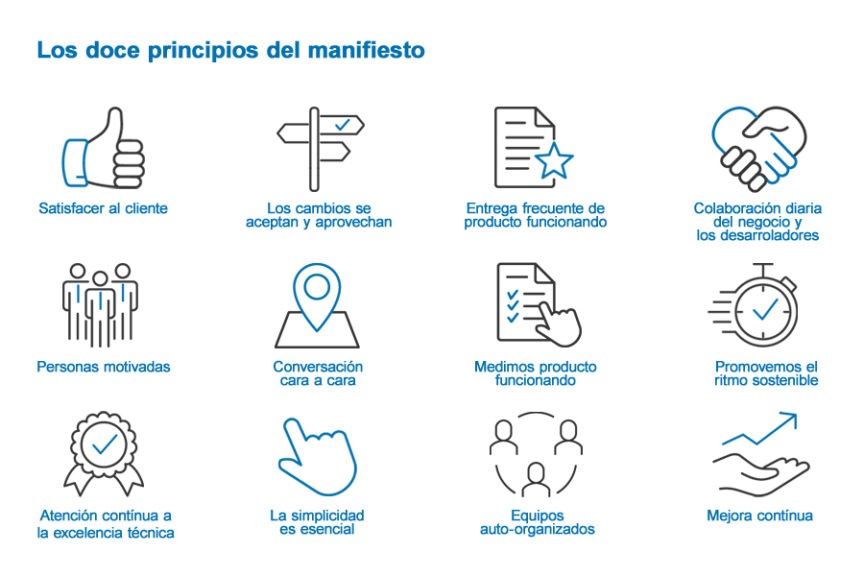 Los doce principios del manifiesto
Satisfacer al cliente
Los cambios se
aceptan y aprovechan
Entrega frecuente de
producto funcionando
Colaboración diaria
del negocio y
los desarroladores
Personas motivadas
Conversación
cara a cara
Medimos producto
funcionando
Promovemos el
ritmo sostenible
Atención contínua a
la excelencia técnica
La simplicidad
es esencial
Equipos
auto-organizados
Mejora contínua